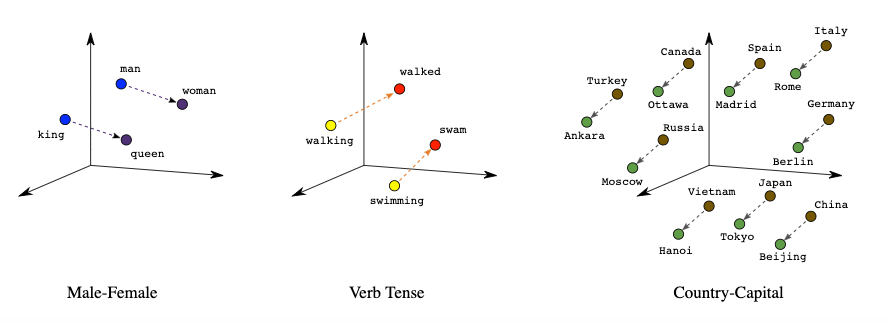 man
woman
king
queen
Male-Female
walked
walking
swam
swimming
Verb Tense
Italy
Canada
Spain
Turkey
Rome
Ottawa
Madrid
Germany
Ankara
Russia
Berlin
Moscow
Vietnam
Japan
China
Hanoi
Tokyo
Beijing
Country-Capital